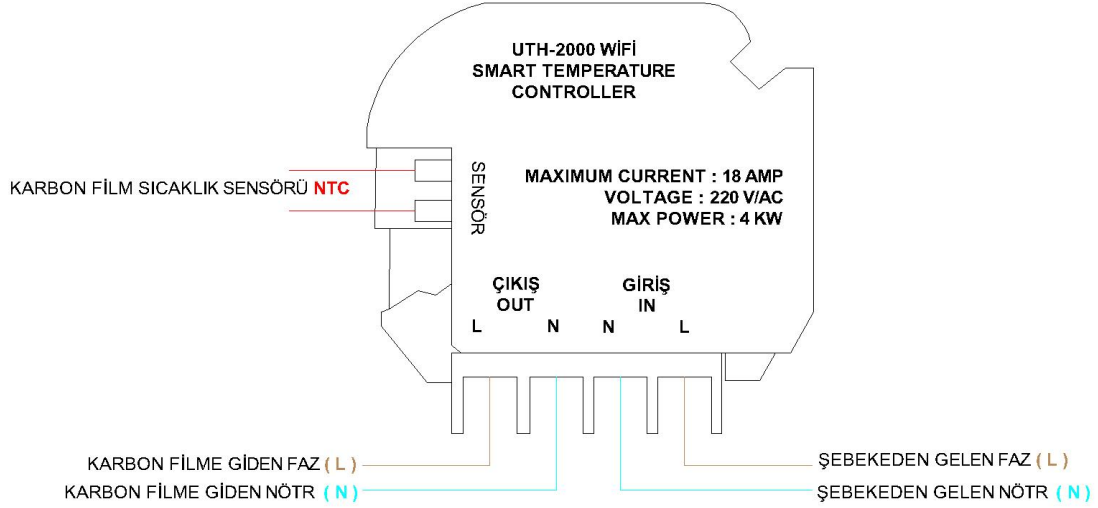 UTH-2000 WİFİ
SMART TEMPERATURE
CONTROLLER
KARBON FİLM SICAKLIK SENSÖRÜ NTC
SENSÖR
MAXIMUM CURRENT : 18 AMP
VOLTAGE : 220 V/AC
MAX POWER : 4 KW
ÇIKIŞ
OUT
GİRİŞ
IN
L N N L
KARBON FİLME GİDEN FAZ ( L )
KARBON FİLME GİDEN NÖTR ( N )
ŞEBEKEDEN GELEN FAZ ( L )
ŞEBEKEDEN GELEN NÖTR ( N )